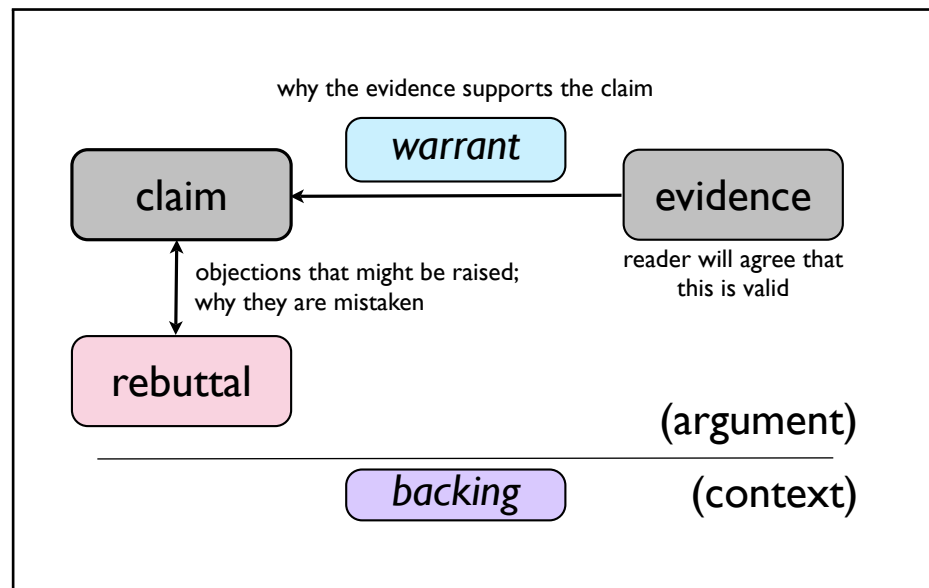 why the evidence supports the claim
warrant
claim
evidence
objections that might be raised;
why they are mistaken
reader will agree that
this is valid
rebuttal
(argument)
backing
(context)